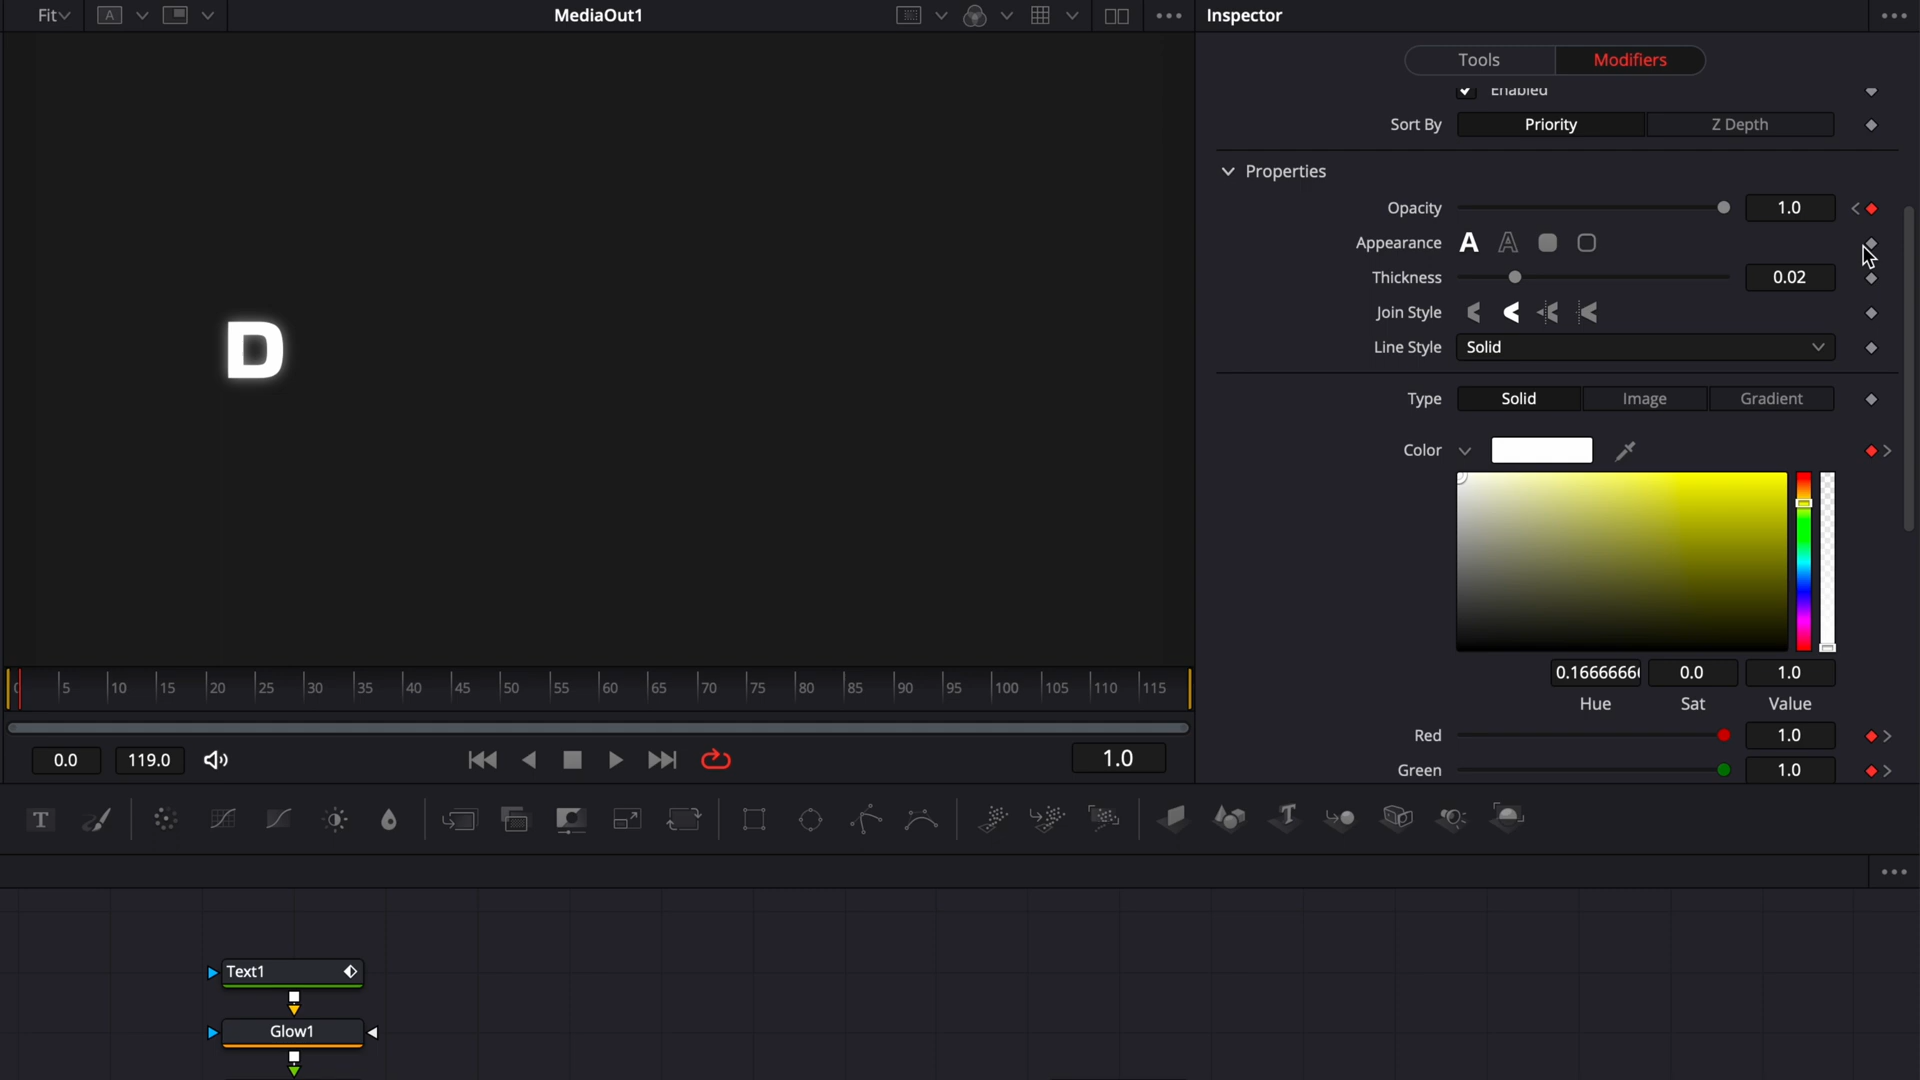 Fit
A
MediaOut1
Inspector
Tools
Modifiers
Enabled
Sort By
Priority
Z Depth
Properties
Opacity
1.0
Appearance
A
A
Thickness
0.02
Join Style
Line Style
Solid
Type
Solid
Image
Gradient
Color
D
0.1666666
0.0
1.0
Hue
Sat
Value
5 10 15 20 25 30 35 40 45 50 55 60 65 70 75 80 85 90 95 100 105 110 115
Red
1.0
0.0
119.0
1.0
Green
1.0
T
T
Text1
Glow1